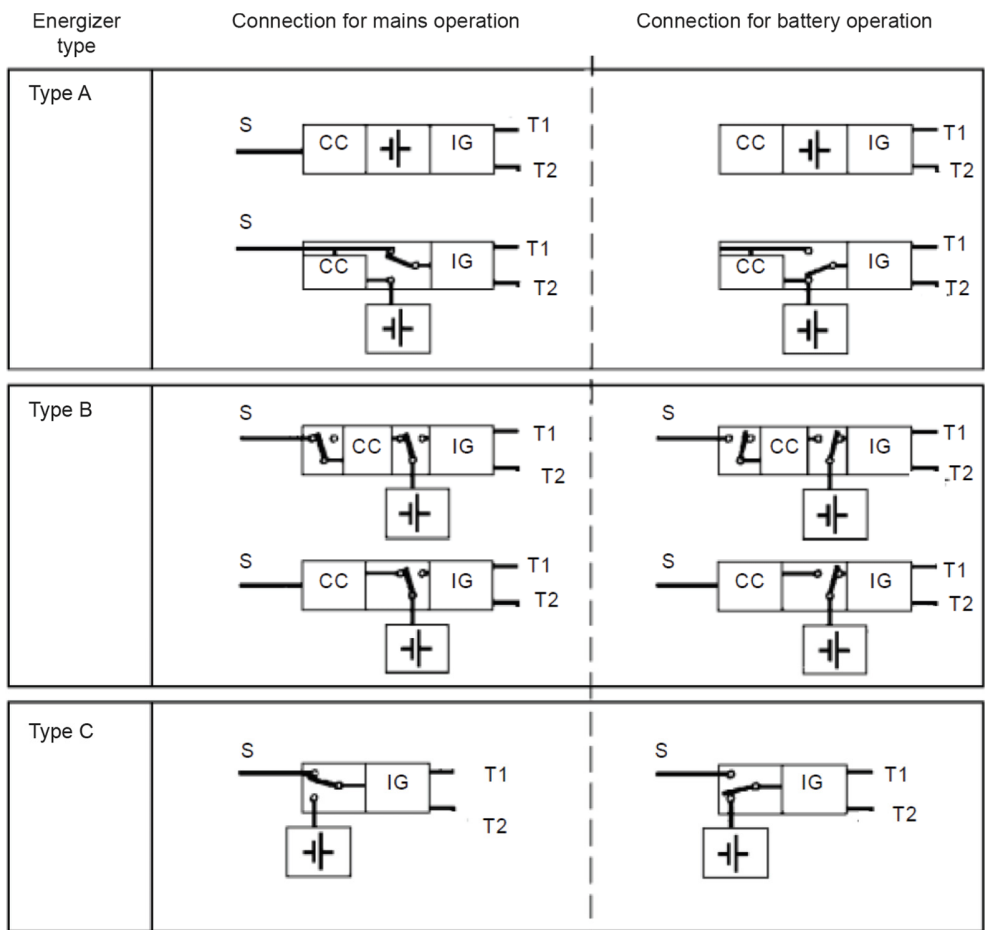 Energizer
type
Connection for mains operation
Connection for battery operation
Type A
S
CC
IG
T1
T2
CC
IG
T1
T2
S
CC
IG
T1
T2
CC
IG
T1
T2
Type B
S
CC
IG
T1
T2
S
CC
IG
T1
T2
S
CC
IG
T1
T2
S
CC
IG
T1
T2
Type C
S
IG
T1
T2
S
IG
T1
T2